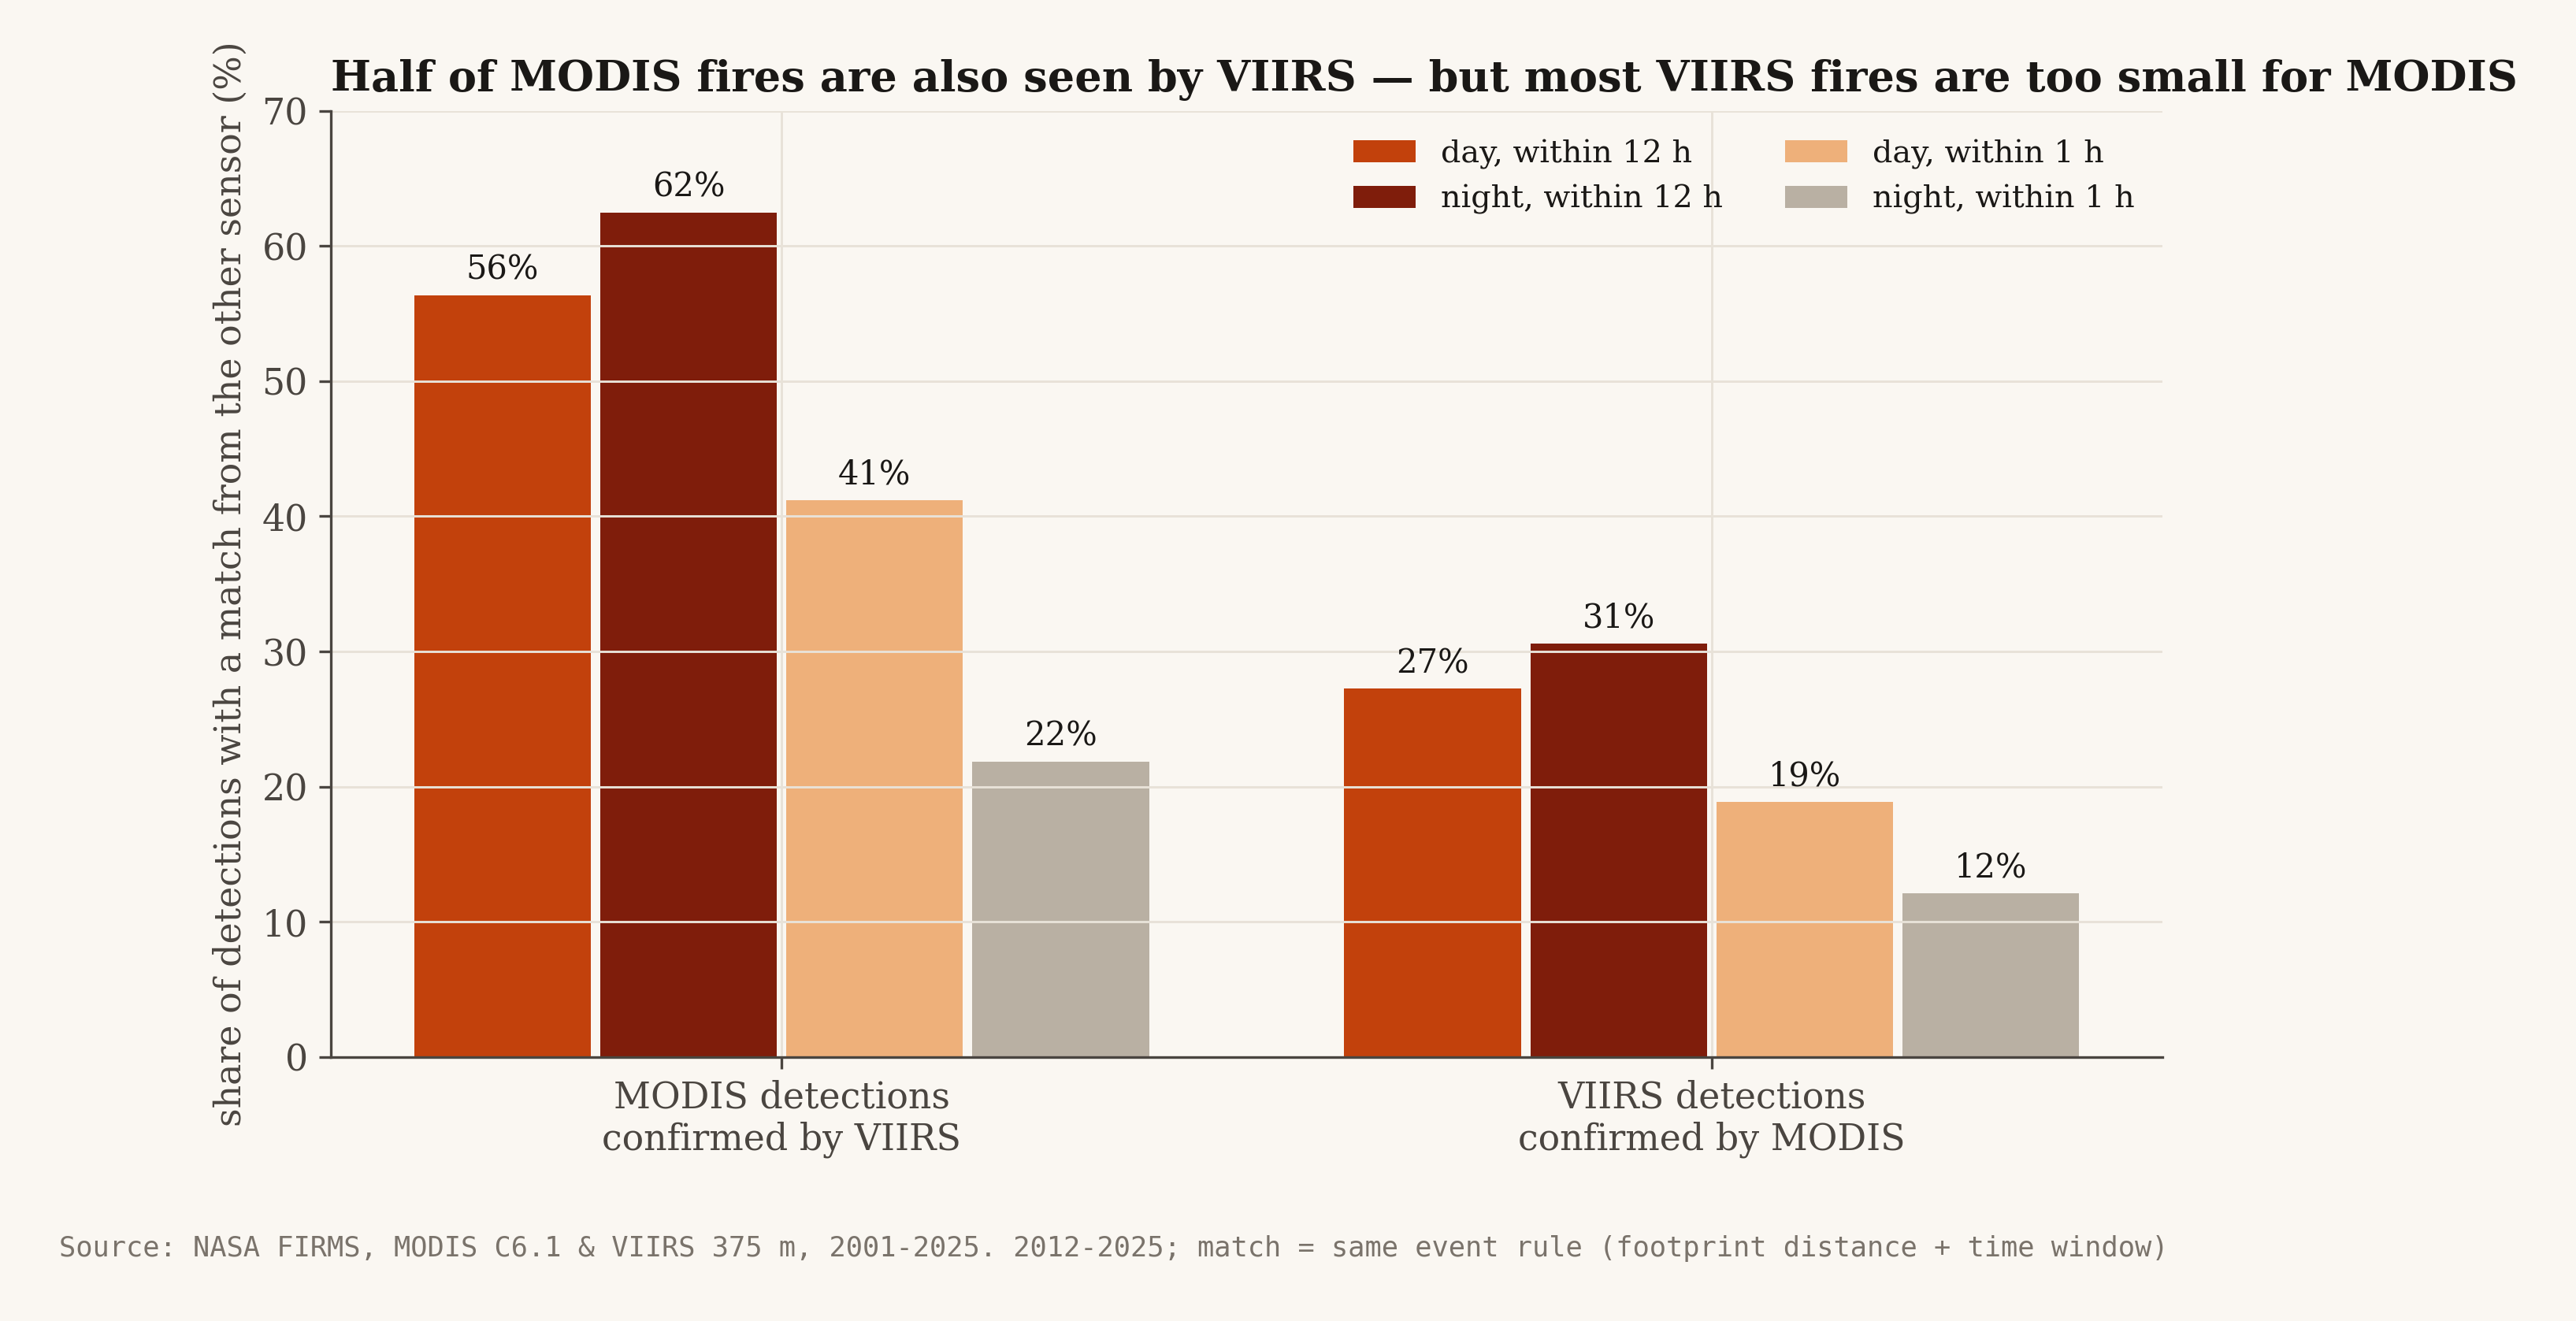 Half of MODIS fires are also seen by VIIRS — but most VIIRS fires are too small for MODIS
share of detections with a match from the other sensor (%)
70
60
50
40
30
20
10
0
day, within 12 h
night, within 12 h
day, within 1 h
night, within 1 h
56%
62%
41%
22%
27%
31%
19%
12%
MODIS detections
confirmed by VIIRS
VIIRS detections
confirmed by MODIS
Source: NASA FIRMS, MODIS C6.1 & VIIRS 375 m, 2001-2025. 2012-2025; match = same event rule (footprint distance + time window)